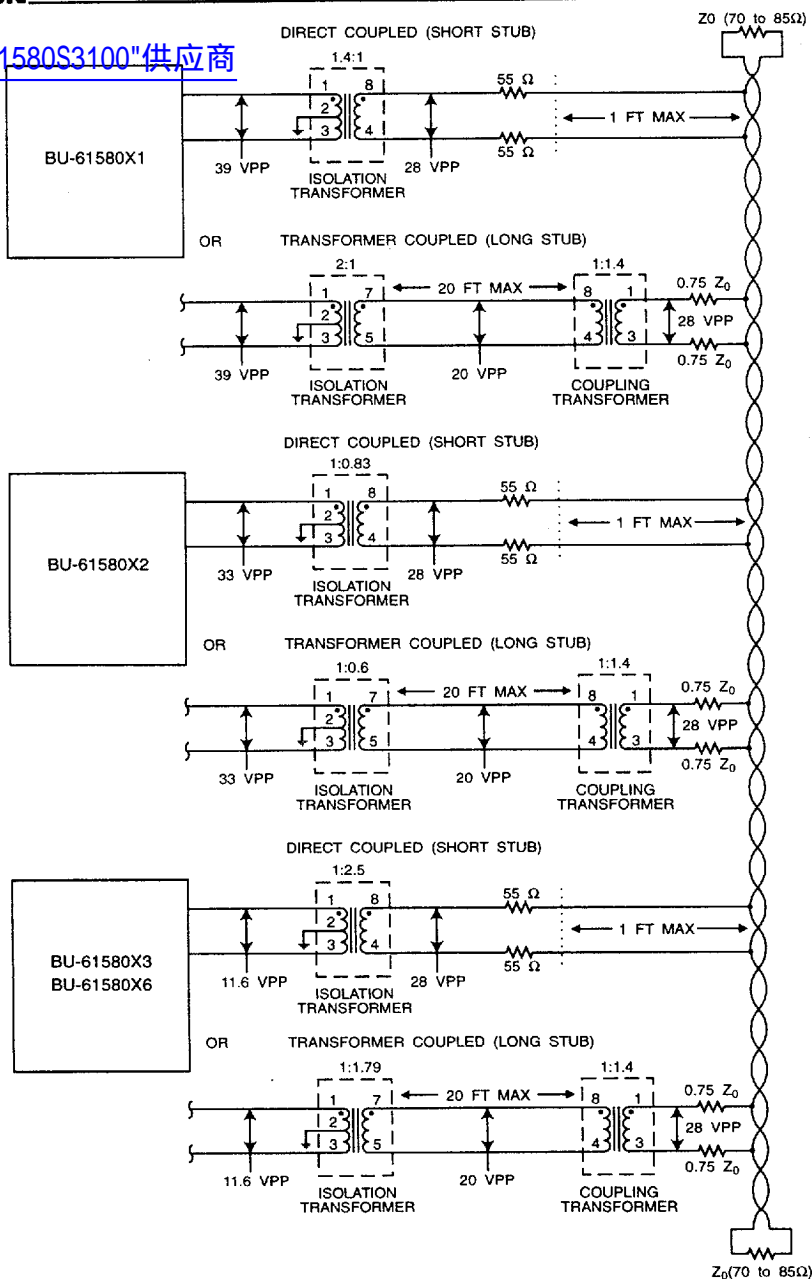 DIRECT COUPLED (SHORT STUB)
Z0 (70 to 85Ω)
1580S3100"供应商
1.4:1
1 8
2
3 4
55 Ω
55 Ω
1 FT MAX
BU-61580X1
39 VPP
28 VPP
ISOLATION
TRANSFORMER
OR
TRANSFORMER COUPLED (LONG STUB)
2:1
1 7
2
3 5
20 FT MAX
1:1.4
8 1
4 3
0.75 Z0
28 VPP
0.75 Z0
39 VPP
20 VPP
ISOLATION
TRANSFORMER
COUPLING
TRANSFORMER
DIRECT COUPLED (SHORT STUB)
1:0.83
1 8
2
3 4
55 Ω
55 Ω
1 FT MAX
BU-61580X2
33 VPP
28 VPP
ISOLATION
TRANSFORMER
OR
TRANSFORMER COUPLED (LONG STUB)
1:0.6
1 7
2
3 5
20 FT MAX
1:1.4
8 1
4 3
0.75 Z0
28 VPP
0.75 Z0
33 VPP
20 VPP
ISOLATION
TRANSFORMER
COUPLING
TRANSFORMER
DIRECT COUPLED (SHORT STUB)
1:2.5
1 8
2
3 4
55 Ω
55 Ω
1 FT MAX
BU-61580X3
BU-61580X6
11.6 VPP
28 VPP
ISOLATION
TRANSFORMER
OR
TRANSFORMER COUPLED (LONG STUB)
1:1.79
1 7
2
3 5
20 FT MAX
1:1.4
8 1
4 3
0.75 Z0
28 VPP
0.75 Z0
11.6 VPP
20 VPP
ISOLATION
TRANSFORMER
COUPLING
TRANSFORMER
Z0(70 to 85Ω)